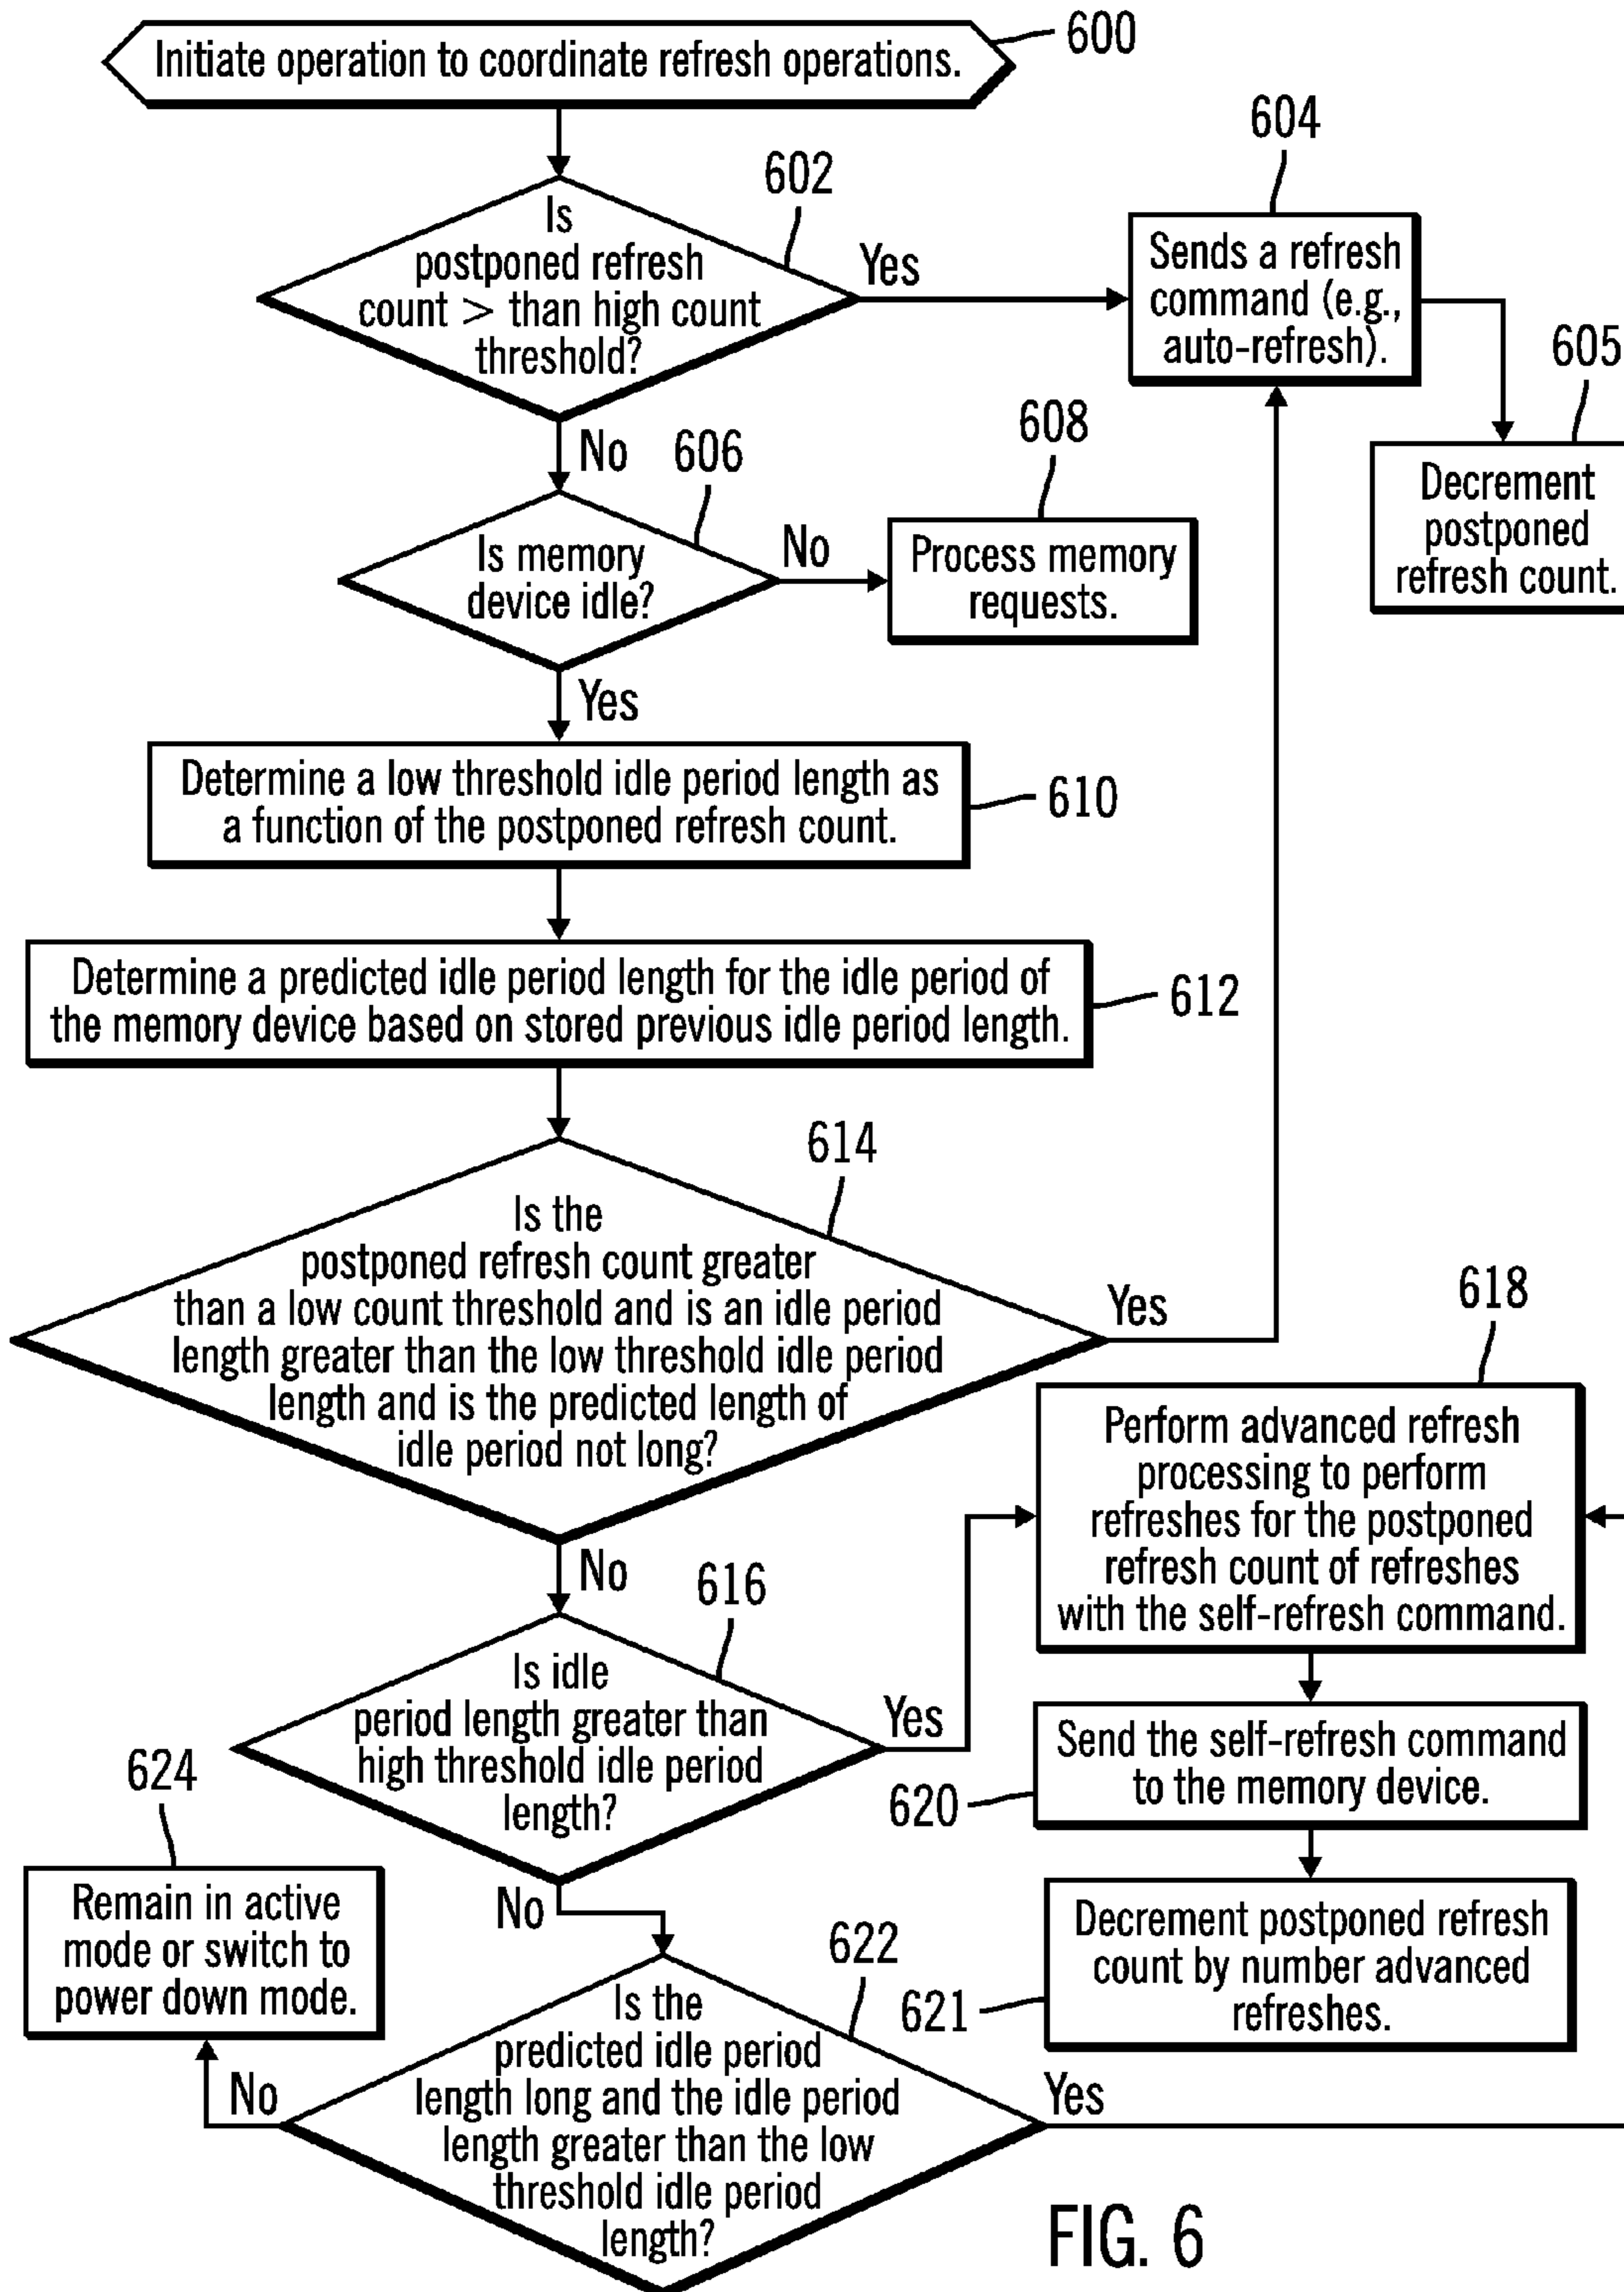 600
Initiate operation to coordinate refresh operations.
602
Is
postponed refresh
count > than high count
threshold?
Yes
604
Sends a refresh
command (e.g.,
auto-refresh).
605
Decrement
postponed
refresh count.
No
606
Is memory
device idle?
No
608
Process memory
requests.
Yes
Determine a low threshold idle period length as
a function of the postponed refresh count.
610
Determine a predicted idle period length for the idle period of
the memory device based on stored previous idle period length.
612
614
Is the
postponed refresh count greater
than a low count threshold and is an idle period
length greater than the low threshold idle period
length and is the predicted length of
idle period not long?
Yes
No
616
Is idle
period length greater than
high threshold idle period
length?
Yes
618
Perform advanced refresh
processing to perform
refreshes for the postponed
refresh count of refreshes
with the self-refresh command.
Send the self-refresh command
to the memory device.
620
Decrement postponed refresh
count by number advanced
refreshes.
621
No
622
Is the
predicted idle period
length long and the idle period
length greater than the low
threshold idle period
length?
Yes
No
624
Remain in active
mode or switch to
power down mode.
FIG. 6